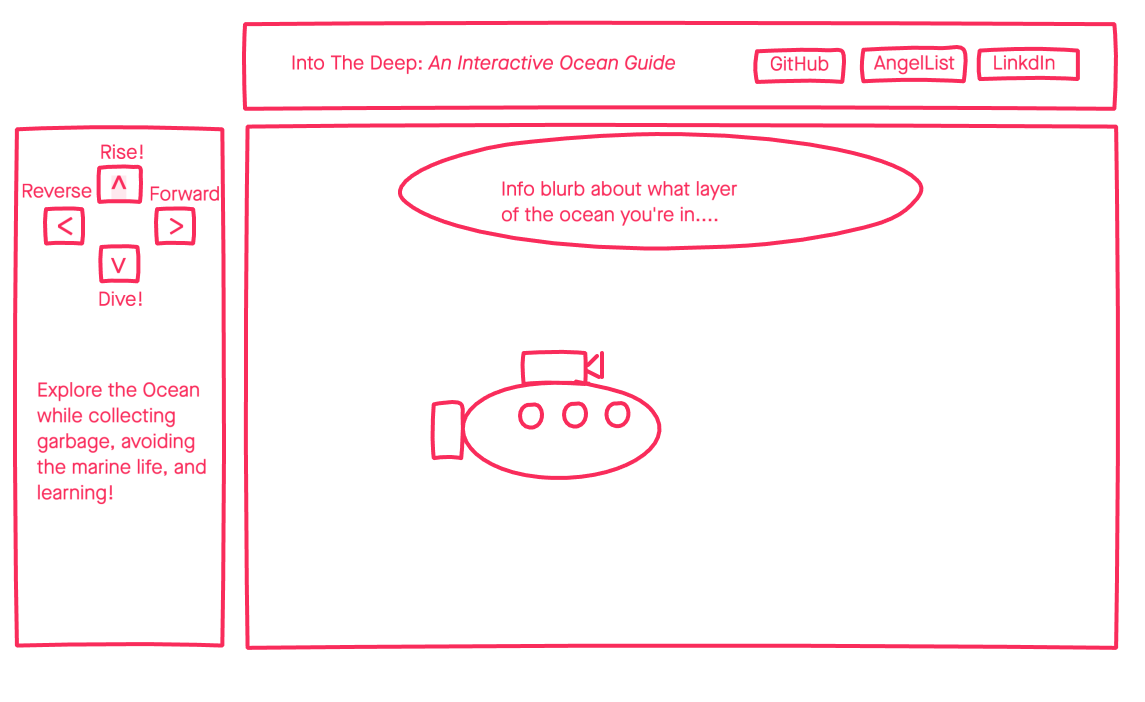 Into The Deep: An Interactive Ocean Guide
GitHub
AngelList
LinkdIn
Rise!
^
Reverse
Forward
<
>
v
Dive!
Explore the Ocean
while collecting
garbage, avoiding
the marine life, and
learning!
Info blurb about what layer
of the ocean you're in....